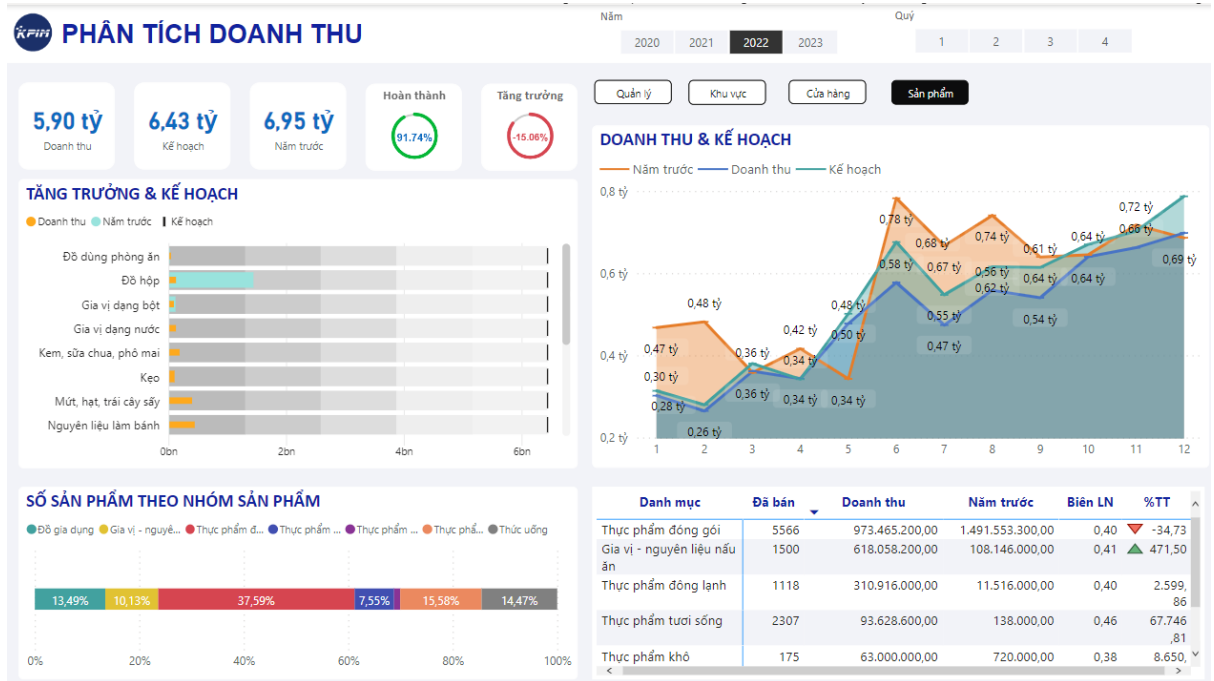 KPIM
PHÂN TÍCH DOANH THU
Năm
2020 2021 2022 2023
Quý
1 2 3 4
5,90 tỷ
Doanh thu
6,43 tỷ
Kế hoạch
6,95 tỷ
Năm trước
Hoàn thành
91.74%
Tăng trưởng
-15.06%
Quản lý
Khu vực
Cửa hàng
Sản phẩm
TĂNG TRƯỞNG & KẾ HOẠCH
Doanh thu Năm trước Kế hoạch
Đồ dùng phòng ăn
Đồ hộp
Gia vị dạng bột
Gia vị dạng nước
Kem, sữa chua, phô mai
Kẹo
Mứt, hạt, trái cây sấy
Nguyên liệu làm bánh
0bn 2bn 4bn 6bn
DOANH THU & KẾ HOẠCH
Năm trước Doanh thu Kế hoạch
0,8 tỷ
0,6 tỷ
0,4 tỷ
0,2 tỷ
0,47 tỷ
0,30 tỷ
0,28 tỷ
0,48 tỷ
0,26 tỷ
0,36 tỷ
0,36 tỷ
0,42 tỷ
0,34 tỷ
0,34 tỷ
0,48 tỷ
0,50 tỷ
0,34 tỷ
0,78 tỷ
0,58 tỷ
0,68 tỷ
0,67 tỷ
0,55 tỷ
0,47 tỷ
0,74 tỷ
0,56 tỷ
0,62 tỷ
0,61 tỷ
0,64 tỷ
0,54 tỷ
0,64 tỷ
0,64 tỷ
0,72 tỷ
0,66 tỷ
0,69 tỷ
1 2 3 4 5 6 7 8 9 10 11 12
SỐ SẢN PHẨM THEO NHÓM SẢN PHẨM
Đồ gia dụng Gia vị - nguyê... Thực phẩm đ... Thực phẩm ... Thực phẩm ... Thực phẩ... Thức uống
13,49% 10,13% 37,59% 7,55% 15,58% 14,47%
0% 20% 40% 60% 80% 100%
Danh mục Đã bán Doanh thu Năm trước Biên LN %TT
Thực phẩm đóng gói 5566 973.465.200,00 1.491.553.300,00 0,40 -34,73
Gia vị - nguyên liệu nấu 1500 618.058.200,00 108.146.000,00 0,41 471,50
ăn
Thực phẩm đông lạnh 1118 310.916.000,00 11.516.000,00 0,40 2.599,
86
Thực phẩm tươi sống 2307 93.628.600,00 138.000,00 0,46 67.746
,81
Thực phẩm khô 175 63.000.000,00 720.000,00 0,38 8.650,